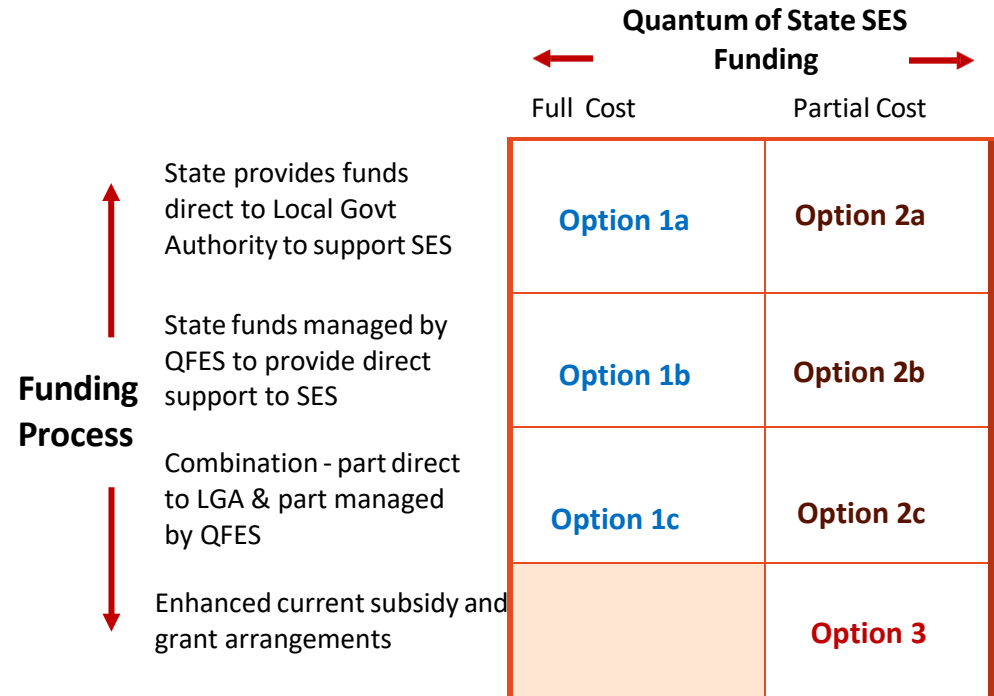 Quantum of State SES
Funding
Full Cost
Partial Cost
State provides funds
direct to Local Govt
Authority to support SES
Option 1a
Option 2a
State funds managed by
QFES to provide direct
support to SES
Option 1b
Option 2b
Funding
Process
Combination - part direct
to LGA & part managed
by QFES
Option 1c
Option 2c
Enhanced current subsidy and
grant arrangements
Option 3